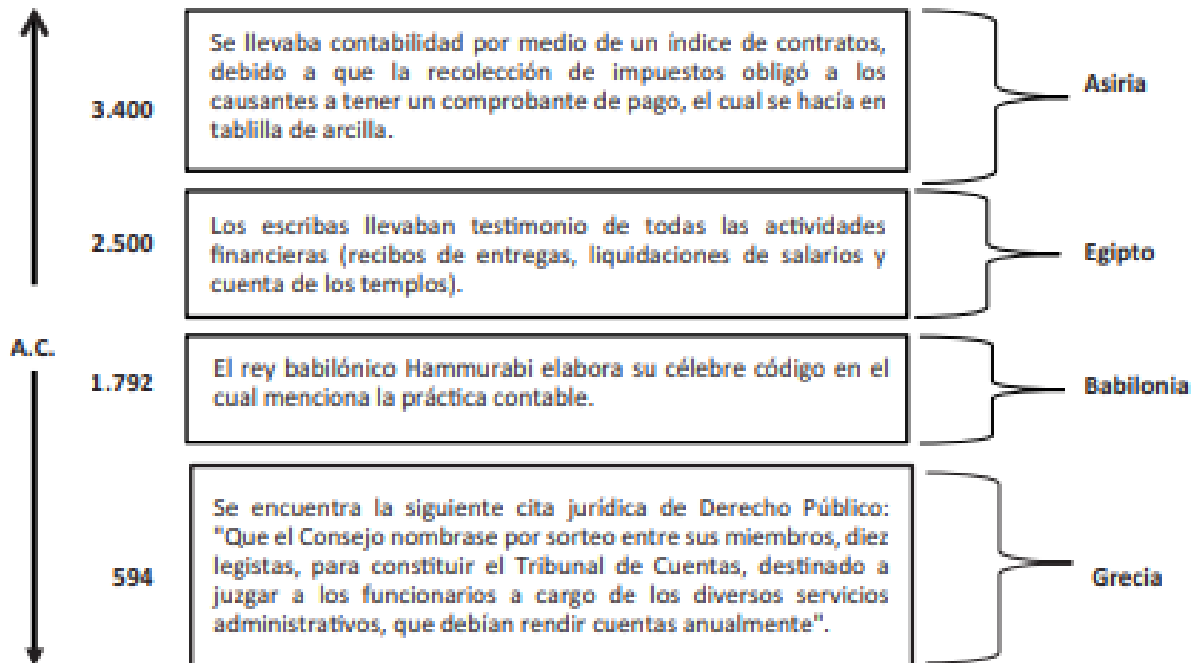 Se llevaba contabilidad por medio de un índice de contratos,
debido a que la recolección de impuestos obligó a los
causantes a tener un comprobante de pago, el cual se hacía en
tablilla de arcilla.
3.400
Asiria
Los escribas llevaban testimonio de todas las actividades
financieras (recibos de entregas, liquidaciones de salarios y
cuenta de los templos).
2.500
Egipto
A.C.
El rey babilónico Hammurabi elabora su célebre código en el
cual menciona la práctica contable.
1.792
Babilonia
Se encuentra la siguiente cita jurídica de Derecho Público:
"Que el Consejo nombrase por sorteo entre sus miembros, diez
legistas, para constituir el Tribunal de Cuentas, destinado a
juzgar a los funcionarios a cargo de los diversos servicios
administrativos, que debían rendir cuentas anualmente".
594
Grecia